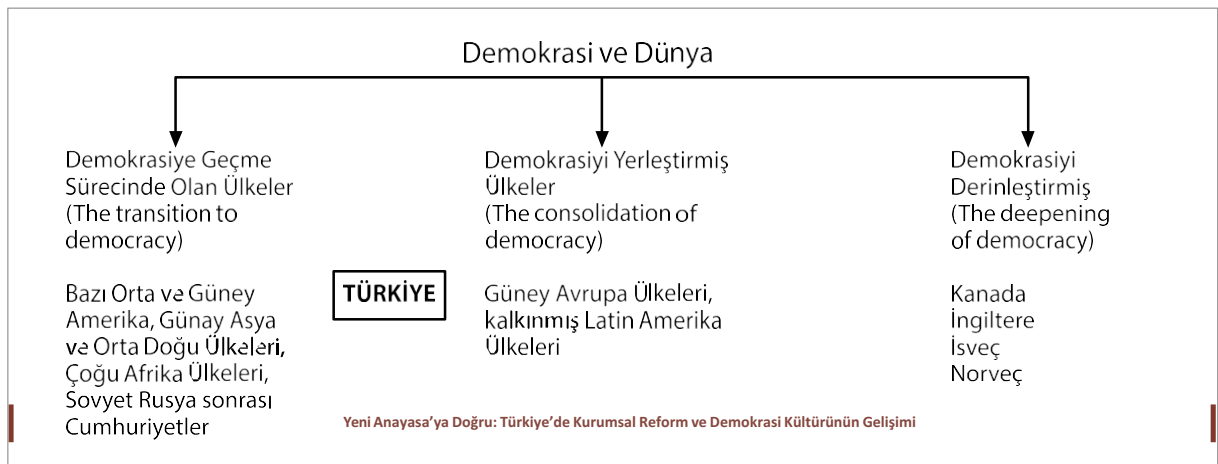 Demokrasi ve Dünya
Demokrasiye Geçme
Sürecinde Olan Ülkeler
(The transition to
democracy)
Bazı Orta ve Güney
Amerika, Günay Asya
ve Orta Doğu Ülkeleri,
Çoğu Afrika Ülkeleri,
Sovyet Rusya sonrası
Cumhuriyetler
TÜRKİYE
Demokrasiyi Yerleştirmiş
Ülkeler
(The consolidation of
democracy)
Güney Avrupa Ülkeleri,
kalkınmış Latin Amerika
Ülkeleri
Demokrasiyi
Derinleştirmiş
(The deepening
of democracy)
Kanada
İngiltere
İsveç
Norveç
Yeni Anayasa’ya Doğru: Türkiye’de Kurumsal Reform ve Demokrasi Kültürünün Gelişimi